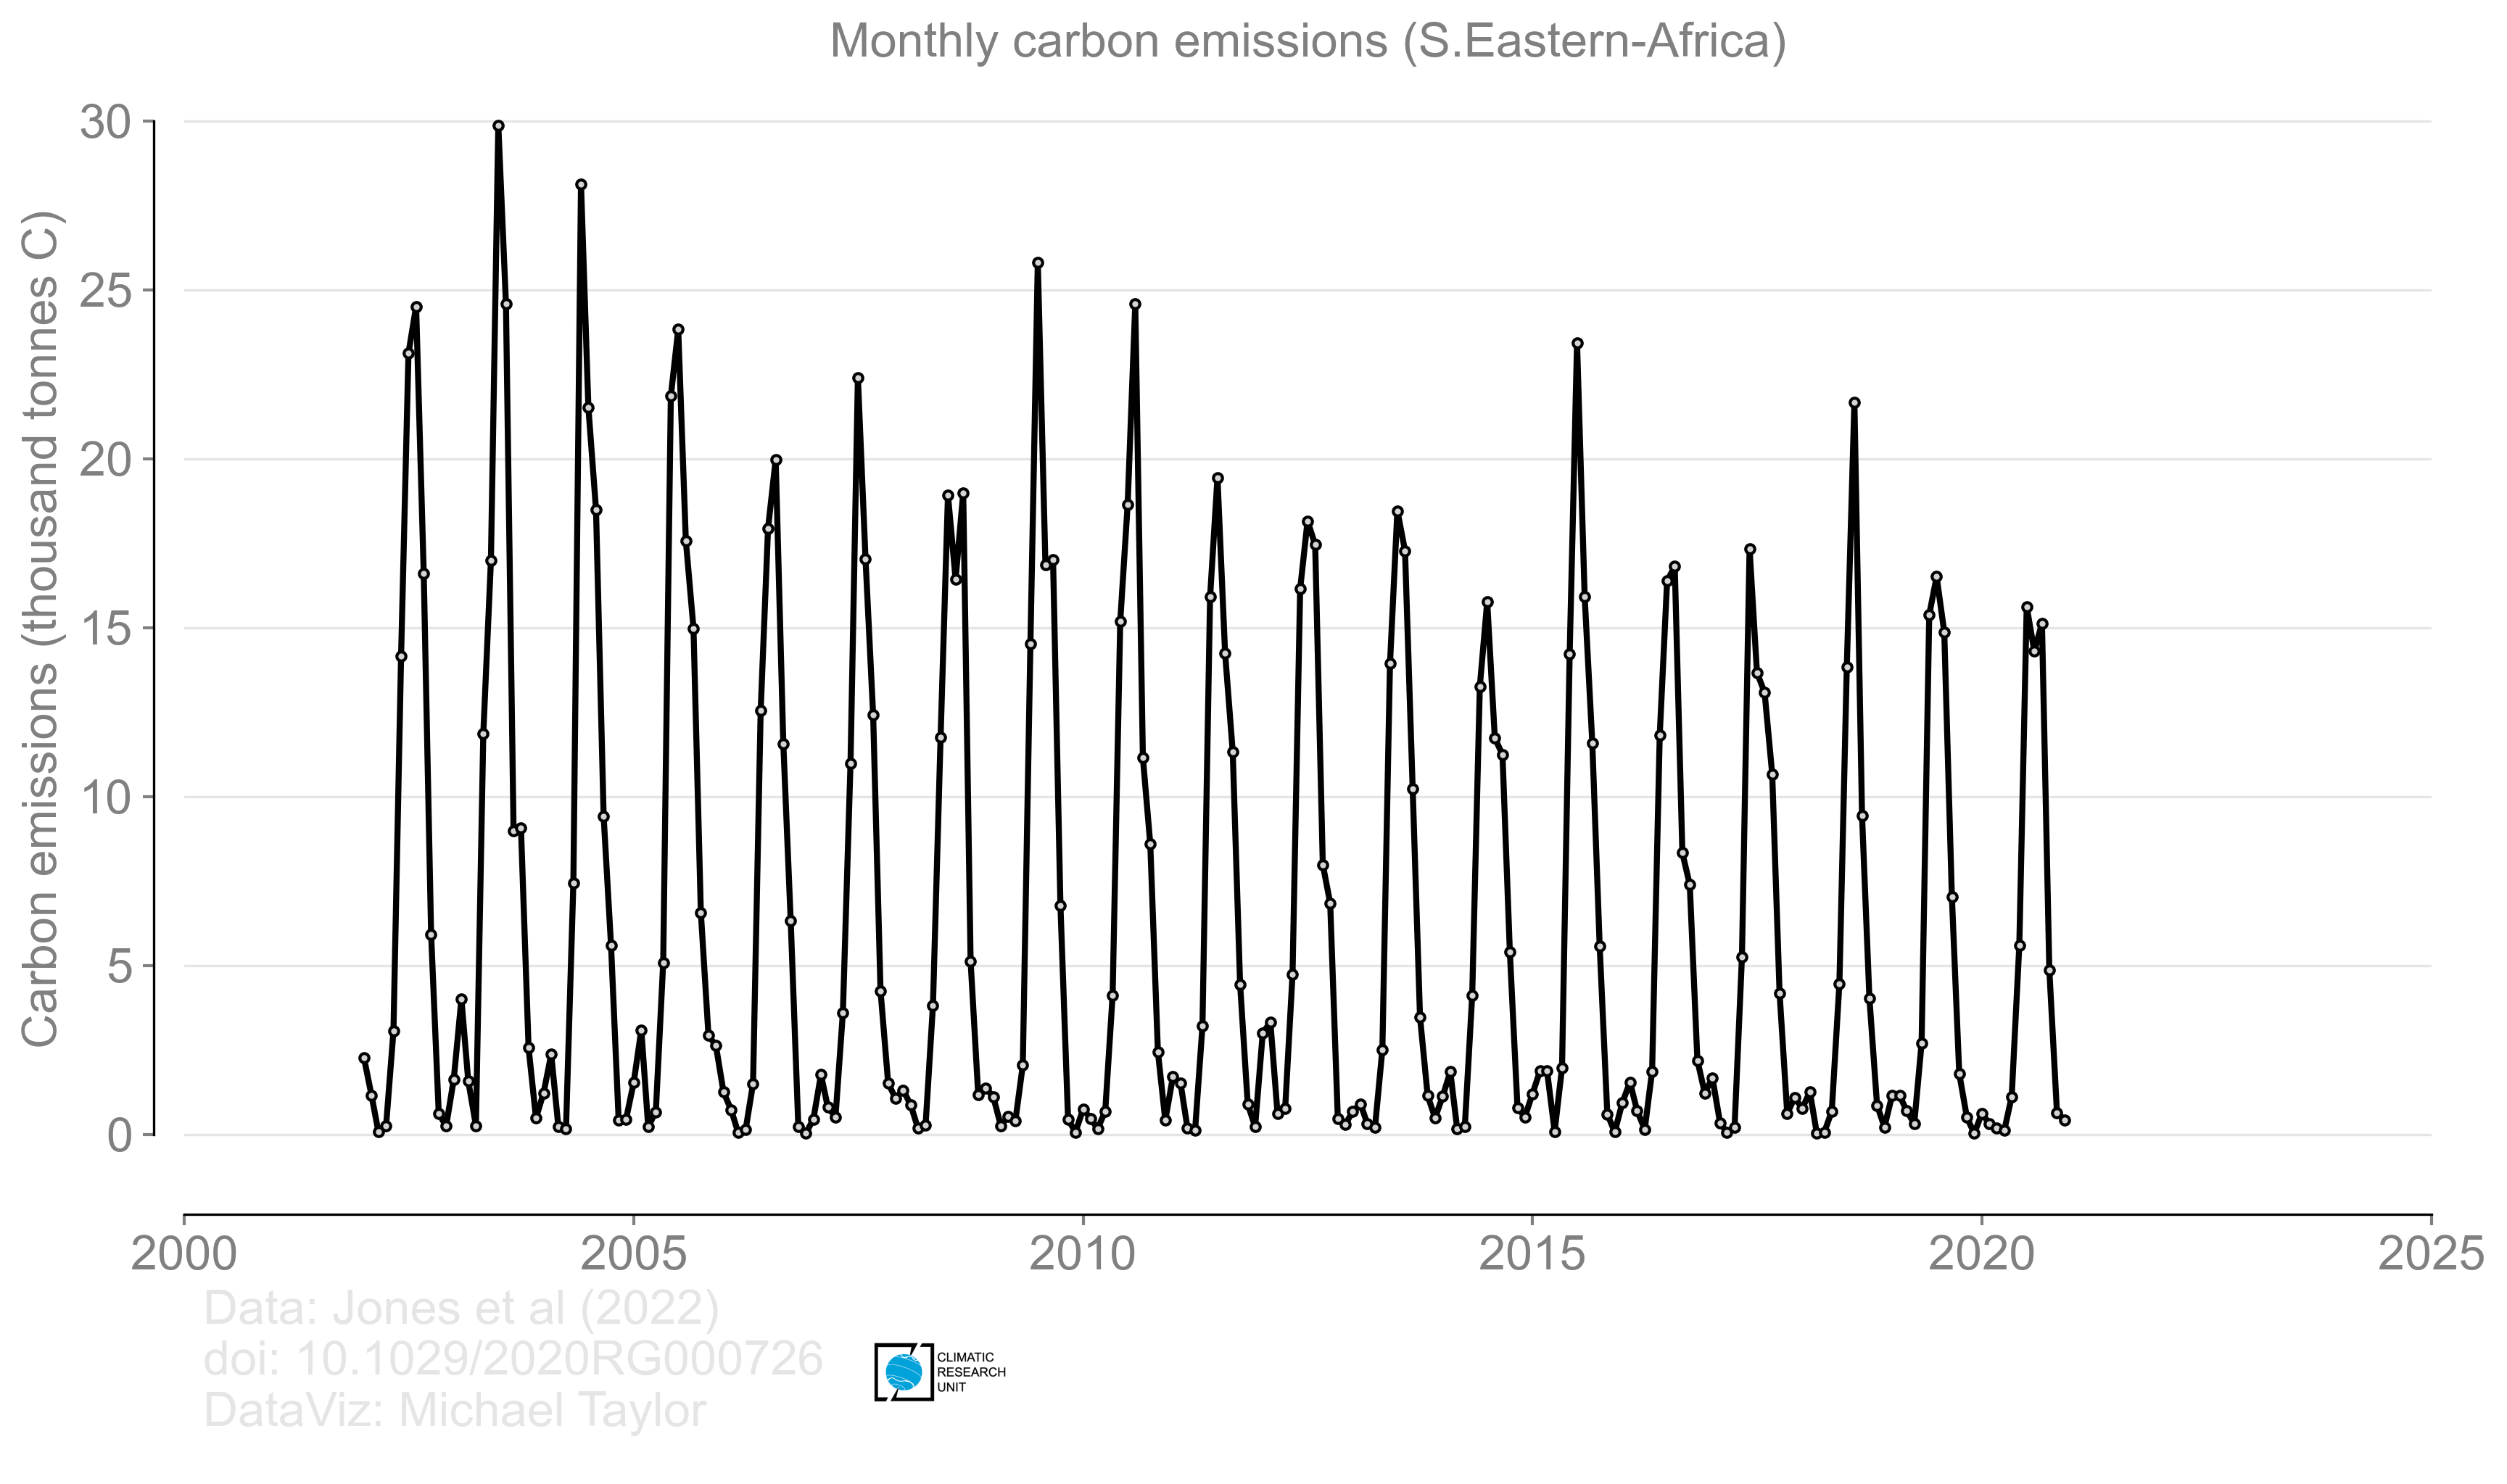 Monthly carbon emissions (S.Eastern-Africa)
Carbon emissions (thousand tonnes C)
30
25
20
15
10
5
0
2000 2005 2010 2015 2020 2025
Data: Jones et al (2022)
doi: 10.1029/2020RG000726
DataViz: Michael Taylor
CLIMATIC
RESEARCH
UNIT